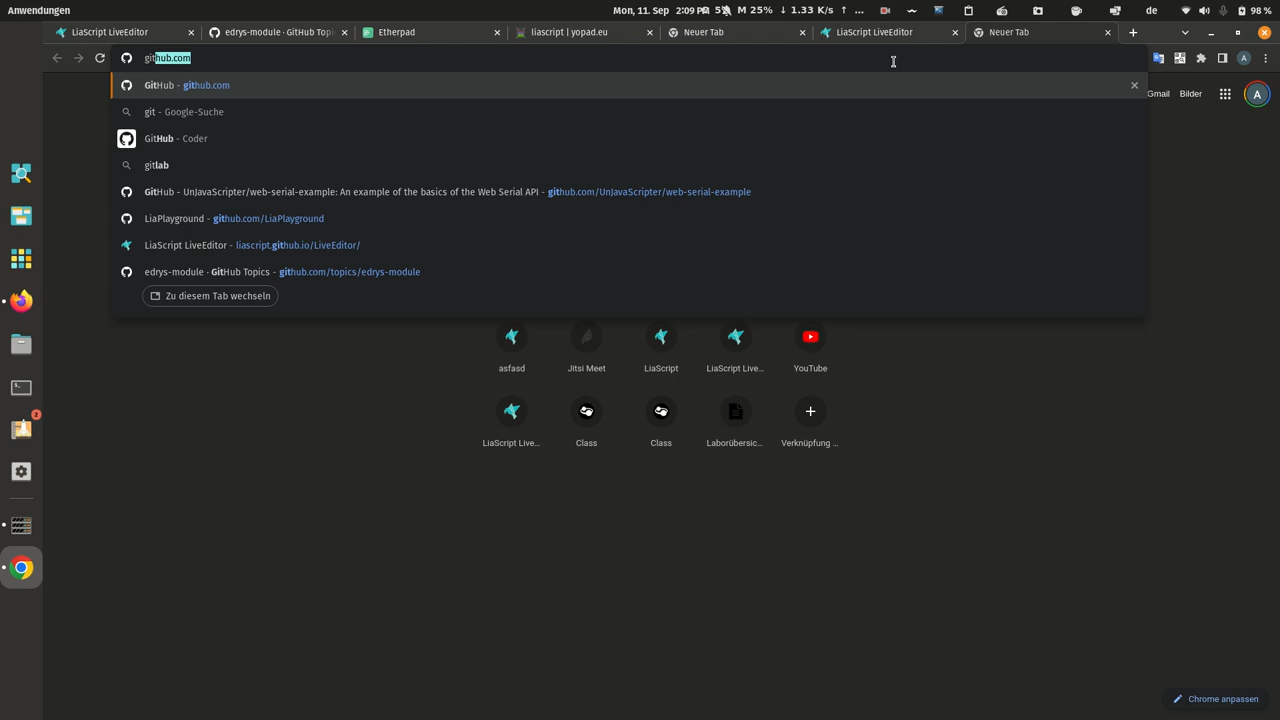 Anwendungen
Mon, 11. Sep 2:09 PM
5%
M 25% ↓ 1.33 K/s ↑ ...
de
98 %
LiaScript LiveEditor
edrys-module · GitHub Topi
Etherpad
liascript | yopad.eu
Neuer Tab
LiaScript LiveEditor
Neuer Tab
github.com
A
GitHub - github.com
Gmail
Bilder
A
git - Google-Suche
GitHub - Coder
gitlab
GitHub - UnJavaScripter/web-serial-example: An example of the basics of the Web Serial API - github.com/UnJavaScripter/web-serial-example
LiaPlayground - github.com/LiaPlayground
LiaScript LiveEditor - liascript.github.io/LiveEditor/
edrys-module · GitHub Topics - github.com/topics/edrys-module
Zu diesem Tab wechseln
asfasd
Jitsi Meet
LiaScript
LiaScript Live...
YouTube
2
LiaScript Live...
Class
Class
Laborübersic...
Verknüpfung ...
Chrome anpassen